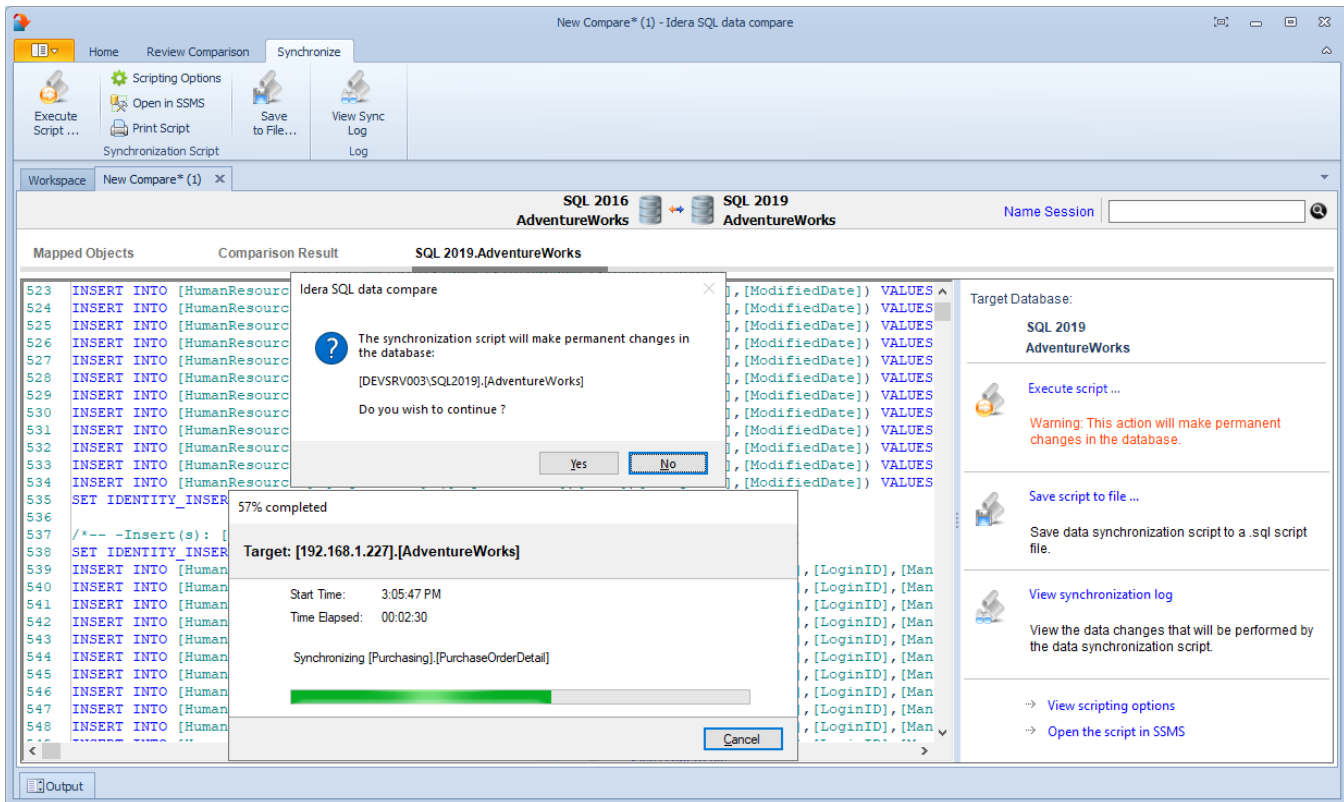 New Compare* (1) - Idera SQL data compare
Home Review Comparison Synchronize
Execute Script ...
Scripting Options
Open in SSMS
Print Script
Save to File...
View Sync Log
Synchronization Script
Log
Workspace New Compare* (1)
SQL 2016 SQL 2019
AdventureWorks AdventureWorks
Name Session
Mapped Objects Comparison Result SQL 2019.AdventureWorks
523 INSERT INTO [HumanResourc ],[ModifiedDate]) VALUES
524 INSERT INTO [HumanResourc ],[ModifiedDate]) VALUES
525 INSERT INTO [HumanResourc ],[ModifiedDate]) VALUES
526 INSERT INTO [HumanResourc ],[ModifiedDate]) VALUES
527 INSERT INTO [HumanResourc ],[ModifiedDate]) VALUES
528 INSERT INTO [HumanResourc ],[ModifiedDate]) VALUES
529 INSERT INTO [HumanResourc ],[ModifiedDate]) VALUES
530 INSERT INTO [HumanResourc ],[ModifiedDate]) VALUES
531 INSERT INTO [HumanResourc ],[ModifiedDate]) VALUES
532 INSERT INTO [HumanResourc ],[ModifiedDate]) VALUES
533 INSERT INTO [HumanResourc ],[ModifiedDate]) VALUES
534 INSERT INTO [HumanResourc ],[ModifiedDate]) VALUES
535 SET IDENTITY_INSER
536
537 /*-- -Insert(s): [
538 SET IDENTITY_INSER
539 INSERT INTO [Human ,[LoginID],[Man
540 INSERT INTO [Human ,[LoginID],[Man
541 INSERT INTO [Human ,[LoginID],[Man
542 INSERT INTO [Human ,[LoginID],[Man
543 INSERT INTO [Human ,[LoginID],[Man
544 INSERT INTO [Human ,[LoginID],[Man
545 INSERT INTO [Human ,[LoginID],[Man
546 INSERT INTO [Human ,[LoginID],[Man
547 INSERT INTO [Human ,[LoginID],[Man
548 INSERT INTO [Human ,[LoginID],[Man
Idera SQL data compare
The synchronization script will make permanent changes in
the database:
[DEVSRV003\SQL2019].[AdventureWorks]
Do you wish to continue ?
Yes No
57% completed
Target: [192.168.1.227].[AdventureWorks]
Start Time: 3:05:47 PM
Time Elapsed: 00:02:30
Synchronizing [Purchasing].[PurchaseOrderDetail]
Cancel
Target Database:
SQL 2019
AdventureWorks
Execute script ...
Warning: This action will make permanent
changes in the database.
Save script to file ...
Save data synchronization script to a .sql script
file.
View synchronization log
View the data changes that will be performed by
the data synchronization script.
View scripting options
Open the script in SSMS
Output